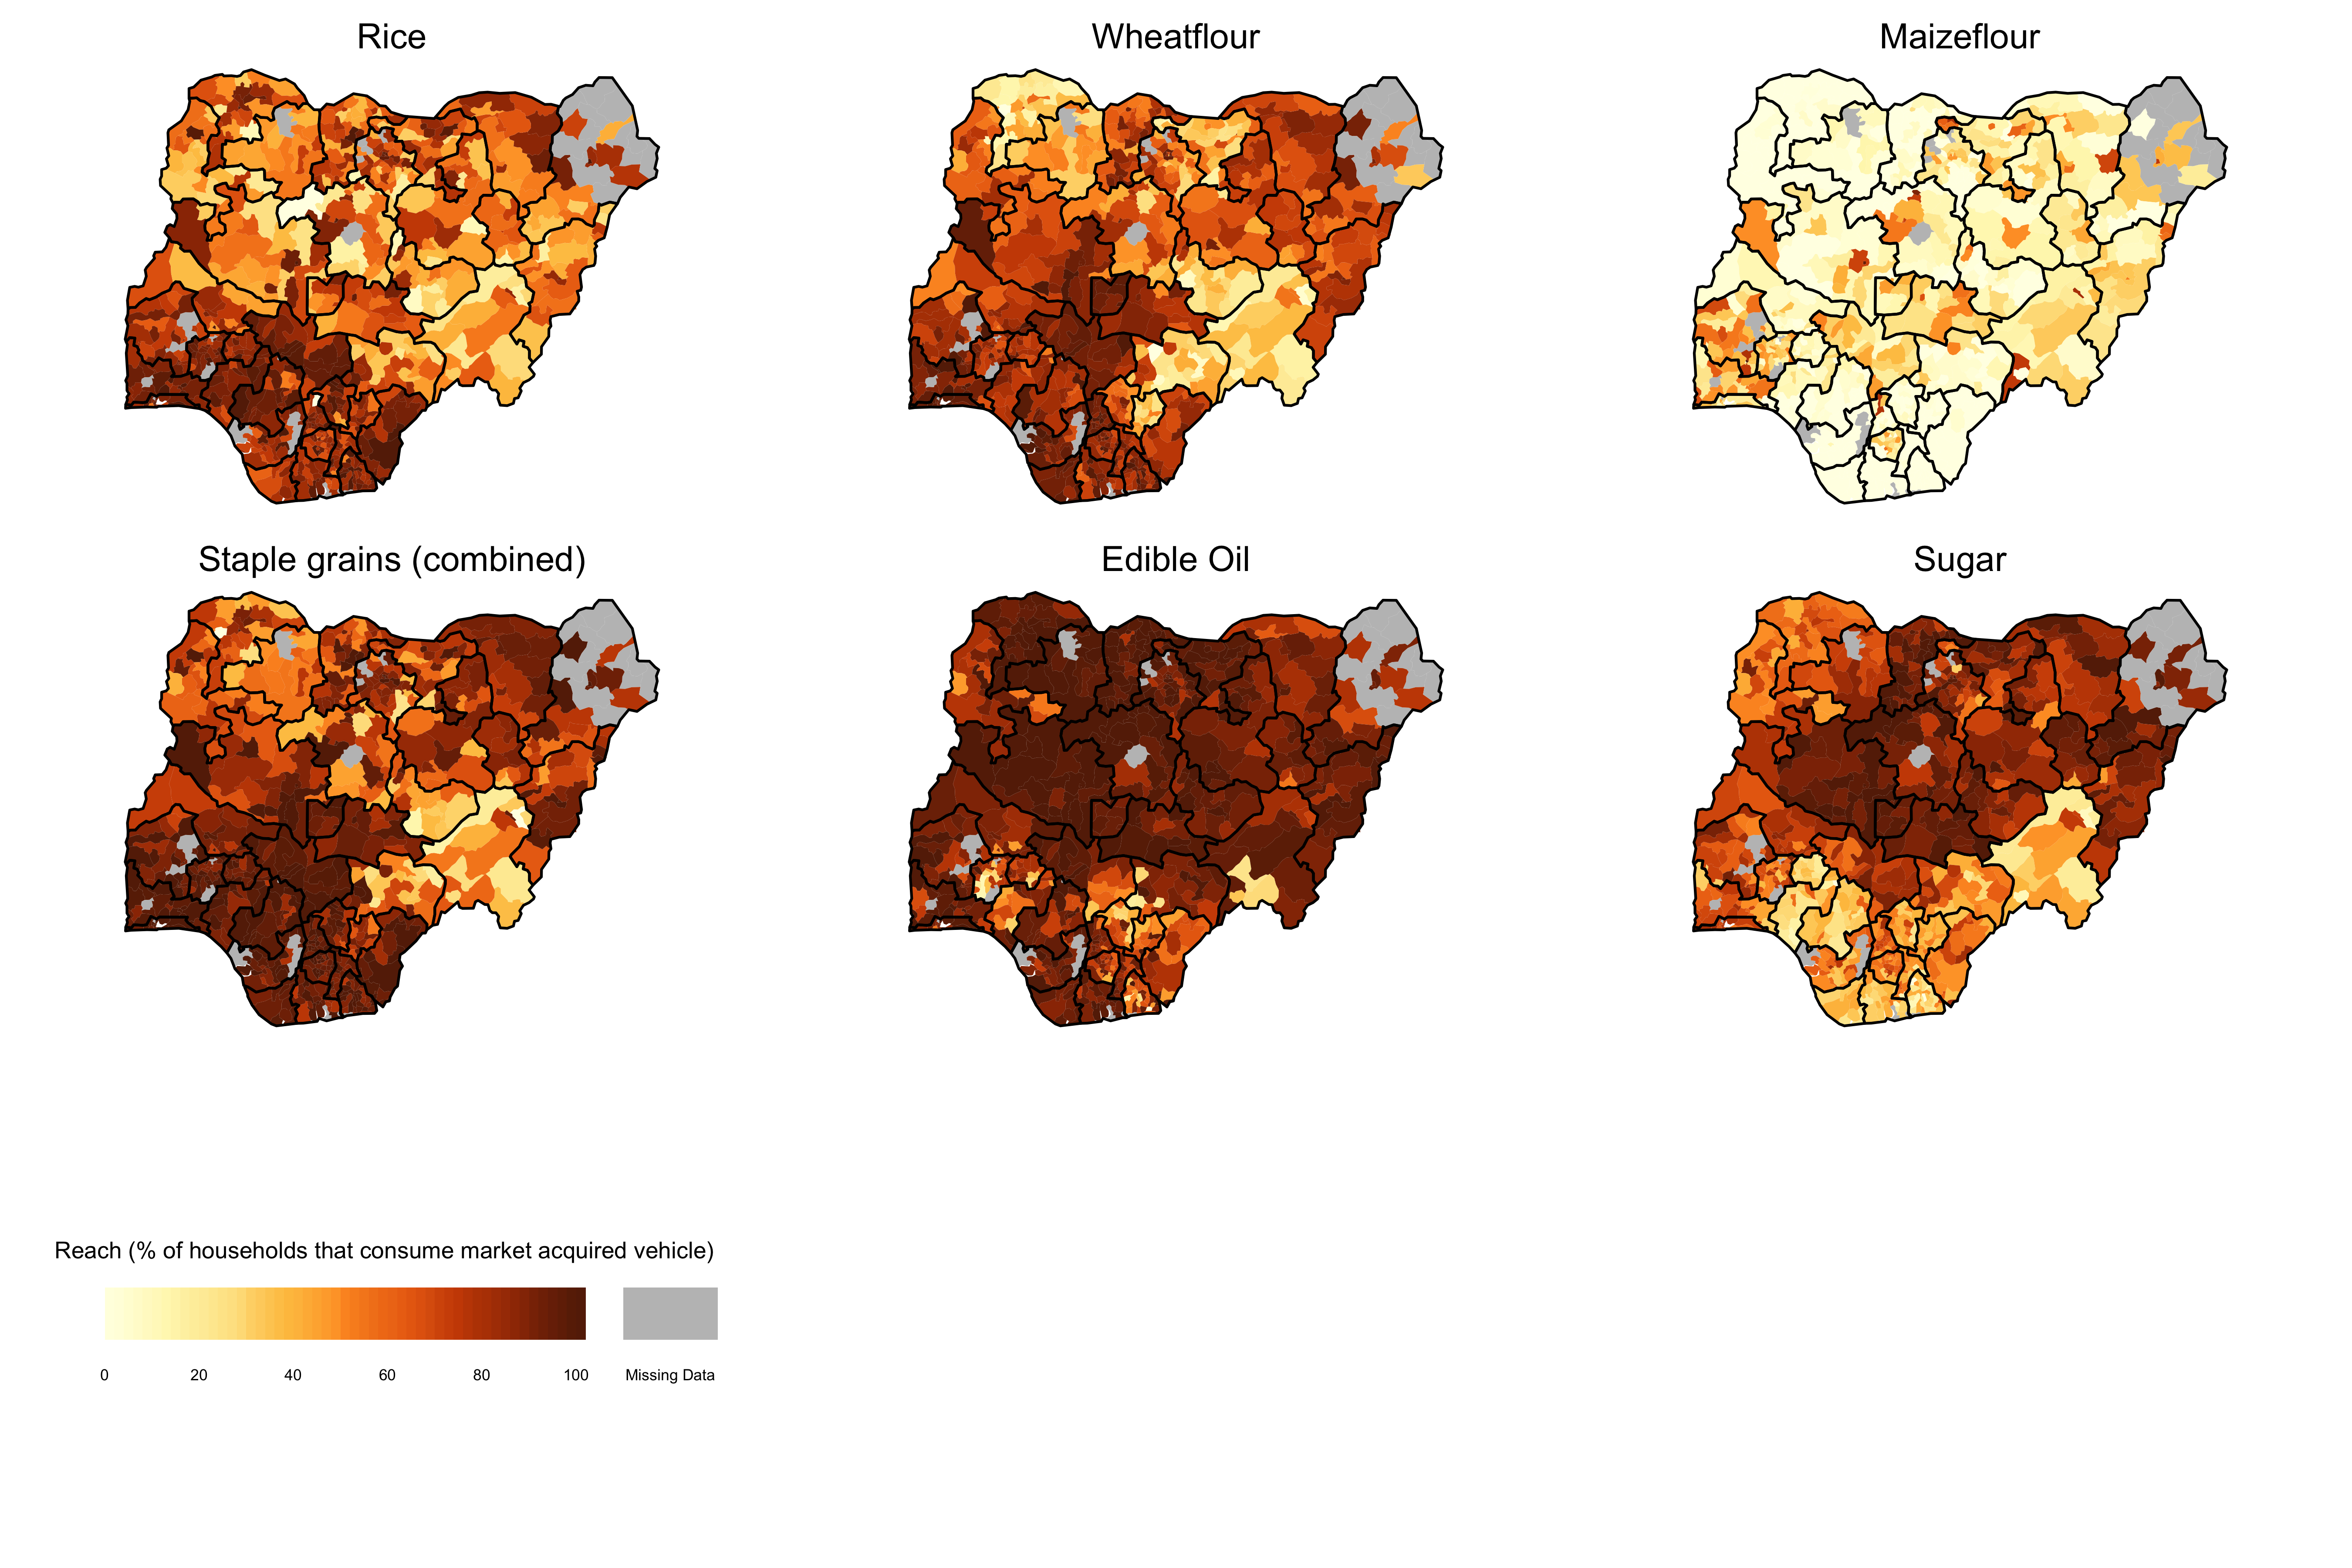 Rice
Wheatflour
Maizeflour
Staple grains (combined)
Edible Oil
Sugar
Reach (% of households that consume market acquired vehicle)
0 20 40 60 80 100 Missing Data